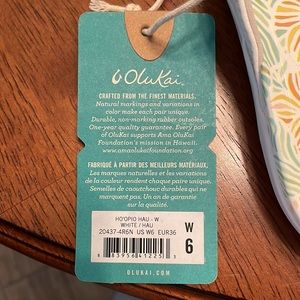 OluKai
CRAFTED FROM THE FINEST MATERIALS.
Natural markings and variations in
color make each pair unique.
Durable, non-marking rubber outsoles.
One-year quality guarantee. Every pair
of OluKai supports Ama OluKai
Foundation's mission in Hawaii.
www.amaolukaifoundation.org
FABRIQUÉ À PARTIR DES MEILLEURS MATÉRIAUX.
Les marques naturelles et les variations
de la couleur rendent chaque paire unique.
Semelles de caoutchouc durables qui ne
marquent pas. Un an de garantie
sur la qualité.
HO'OPIO HAU - W
WHITE / HAU
20437-4R6N US W6 EUR36
W
6
OLUKAI.COM